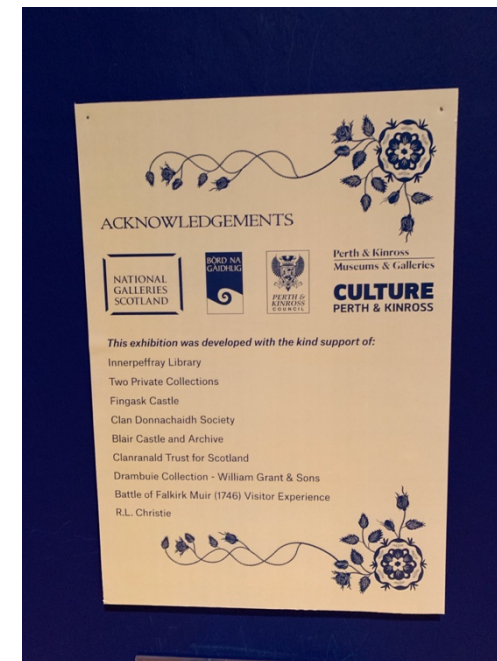 ACKNOWLEDGEMENTS
NATIONAL
GALLERIES
SCOTLAND
BÒRD NA
GÀIDHLIG
PERTH &
KINROSS
COUNCIL
Perth & Kinross
Museums & Galleries
CULTURE
PERTH & KINROSS
This exhibition was developed with the kind support of:
Innerpeffray Library
Two Private Collections
Fingask Castle
Clan Donnachaidh Society
Blair Castle and Archive
Clanranald Trust for Scotland
Drambuie Collection - William Grant & Sons
Battle of Falkirk Muir (1746) Visitor Experience
R.L. Christie